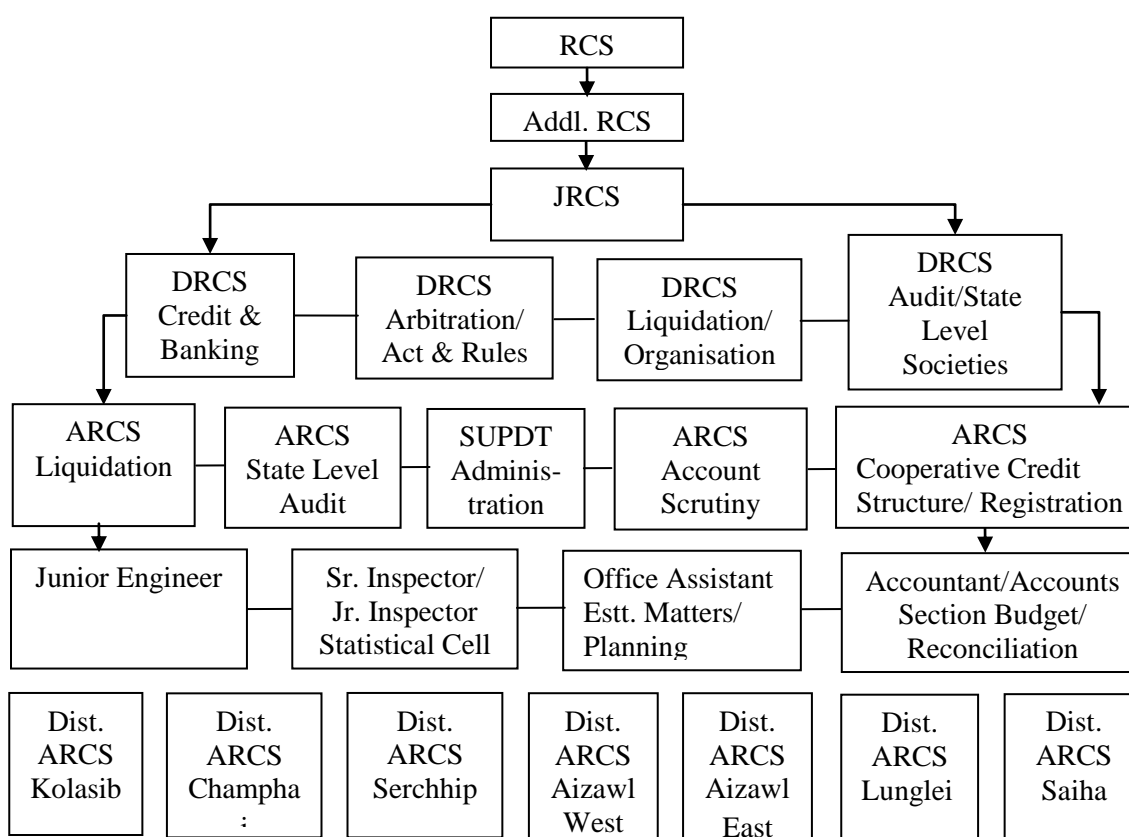 RCS
Addl. RCS
JRCS
DRCS
Credit &
Banking
DRCS
Arbitration/
Act & Rules
DRCS
Liquidation/
Organisation
DRCS
Audit/State
Level
Societies
ARCS
Liquidation
ARCS
State Level
Audit
SUPDT
Adminis-
tration
ARCS
Account
Scrutiny
ARCS
Cooperative Credit
Structure/ Registration
Junior Engineer
Sr. Inspector/
Jr. Inspector
Statistical Cell
Office Assistant
Estt. Matters/
Planning
Accountant/Accounts
Section Budget/
Reconciliation
Dist.
ARCS
Kolasib
Dist.
ARCS
Champha
Dist.
ARCS
Serchhip
Dist.
ARCS
Aizawl
West
Dist.
ARCS
Aizawl
East
Dist.
ARCS
Lunglei
Dist.
ARCS
Saiha